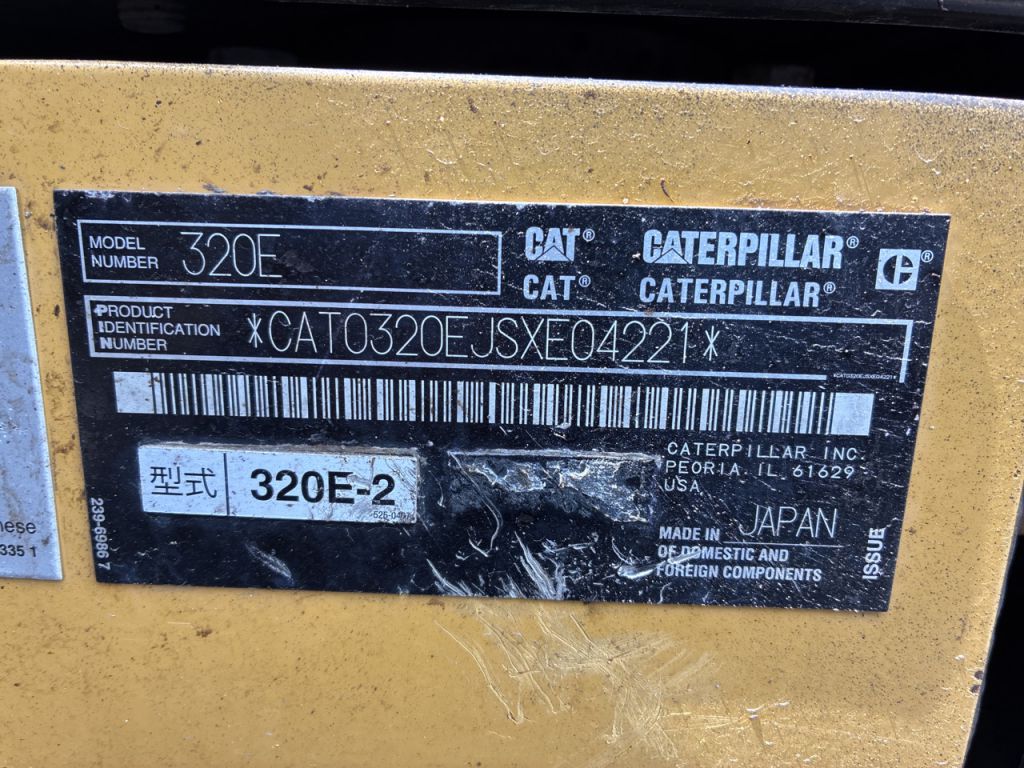 MODEL NUMBER 320E
CAT® CATERPILLAR®
CAT® CATERPILLAR®
PRODUCT IDENTIFICATION NUMBER *CAT0320EJSXE04221*
*CAT0320EJSXE04221*
CATERPILLAR INC.
PEORIA, IL 61629
USA
型式 320E-2
MADE IN JAPAN
OF DOMESTIC AND
FOREIGN COMPONENTS
ISSUE
239-6986 7
nese
335 1